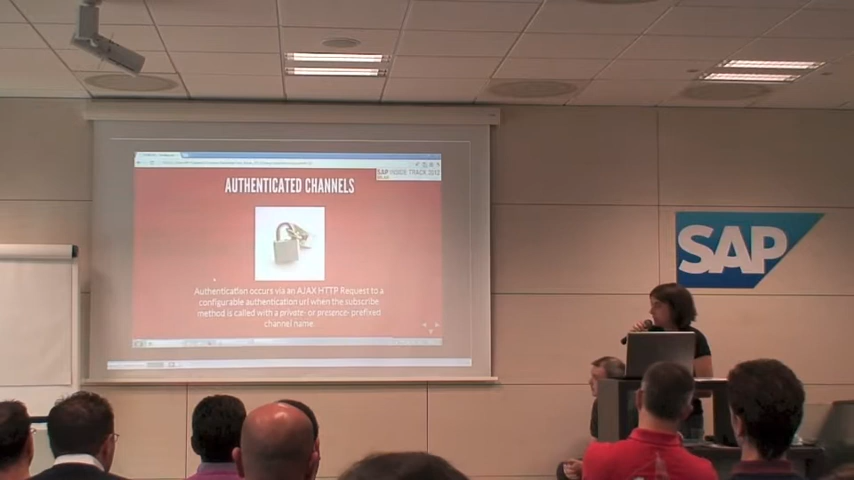 SAP INSIDE TRACK 2012
AUTHENTICATED CHANNELS
Authentication occurs via an AJAX HTTP Request to a
configurable authentication url when the subscribe
method is called with a private- or presence- prefixed
channel name.
SAP